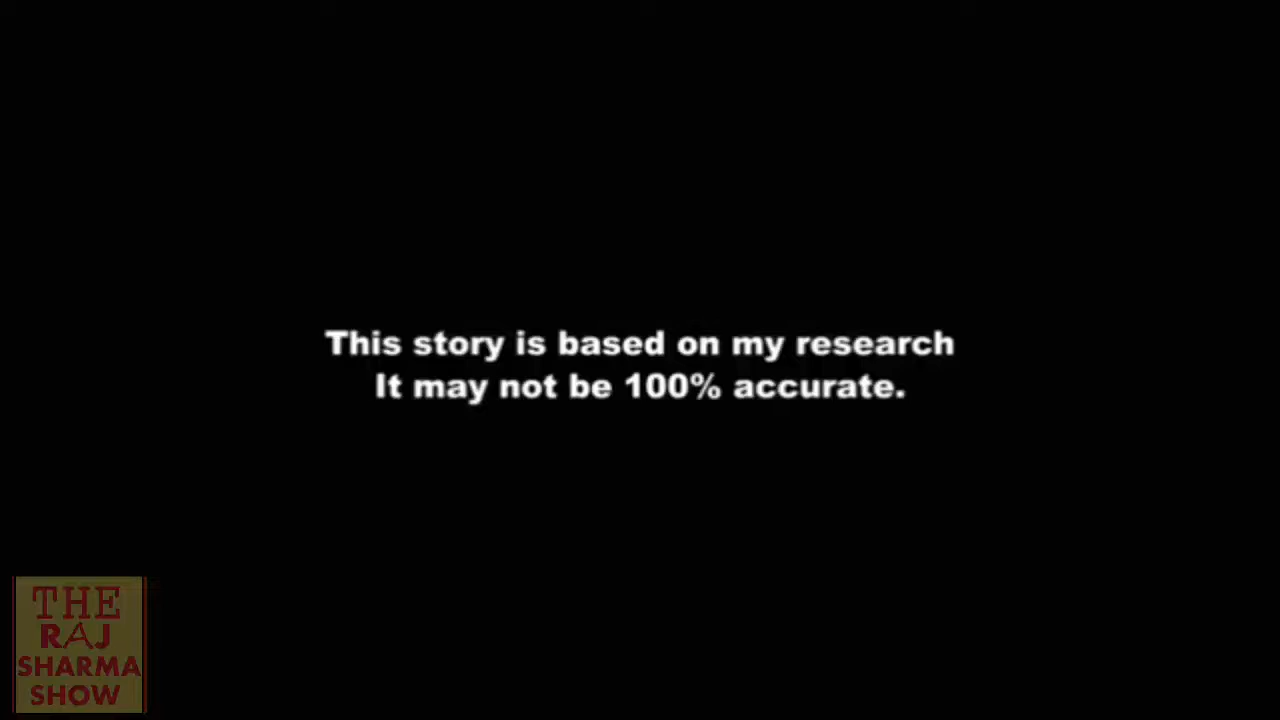 This story is based on my research
It may not be 100% accurate.
THE
RAJ
SHARMA
SHOW